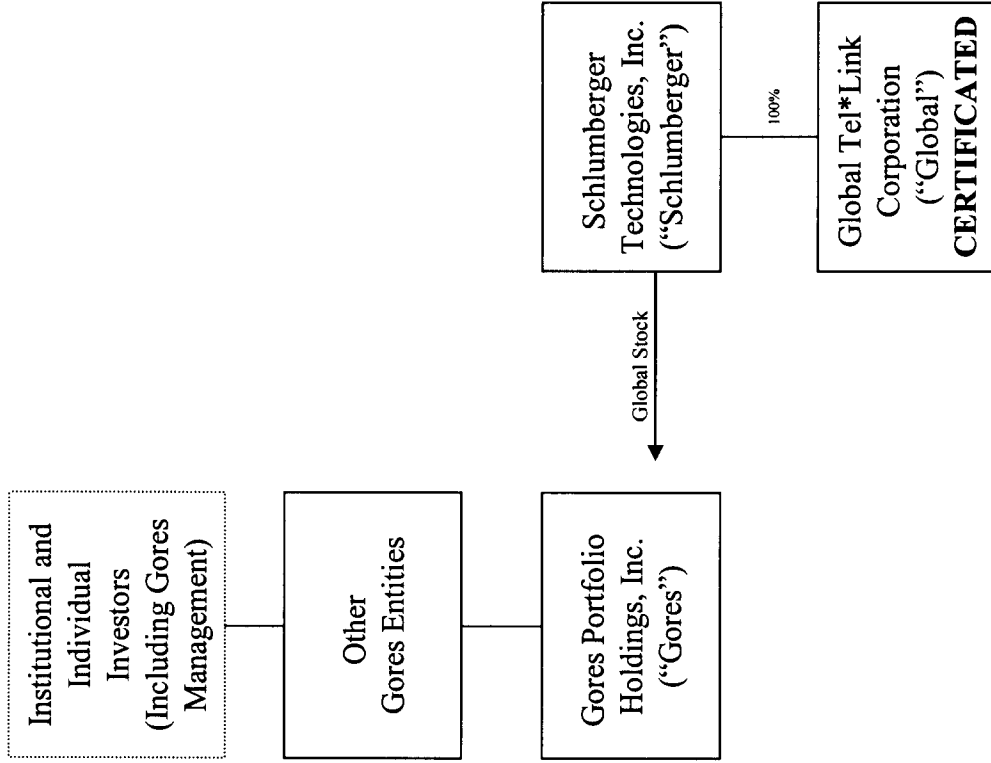 Institutional and
Individual
Investors
(Including Gores
Management)
Other
Gores Entities
Gores Portfolio
Holdings, Inc.
(“Gores”)
Global Stock
Schlumberger
Technologies, Inc.
(“Schlumberger”)
100%
Global Tel*Link
Corporation
(“Global”)
CERTIFICATED